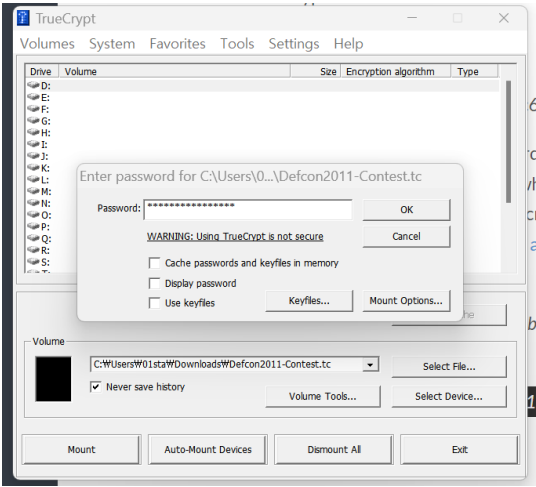 TrueCrypt
Volumes System Favorites Tools Settings Help
Drive Volume Size Encryption algorithm Type
D:
E:
F:
G:
H:
I:
J:
K:
L:
M:
N:
O:
P:
Q:
R:
S:
Enter password for C:\Users\0...\Defcon2011-Contest.tc
Password: **************** OK
WARNING: Using TrueCrypt is not secure Cancel
Cache passwords and keyfiles in memory
Display password
Use keyfiles Keyfiles... Mount Options...
Volume
C:₩Users₩01sta₩Downloads₩Defcon2011-Contest.tc Select File...
Never save history Volume Tools... Select Device...
Mount Auto-Mount Devices Dismount All Exit